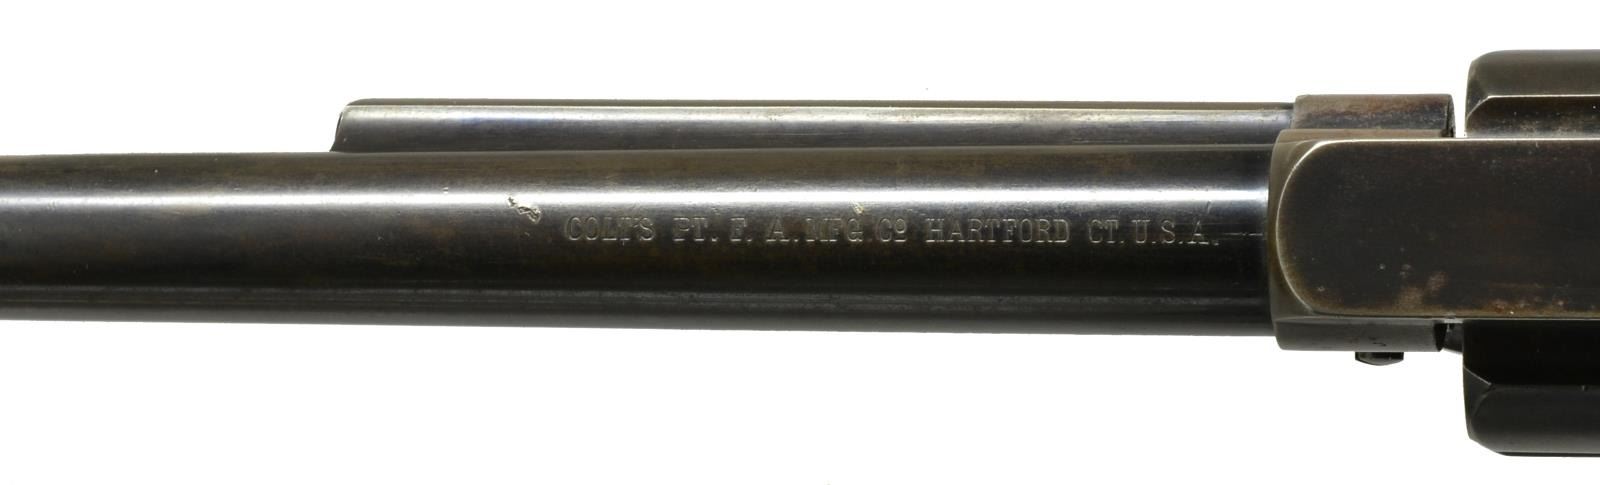 COLT'S PT. F. A. MFG. Cº HARTFORD CT. U.S.A.